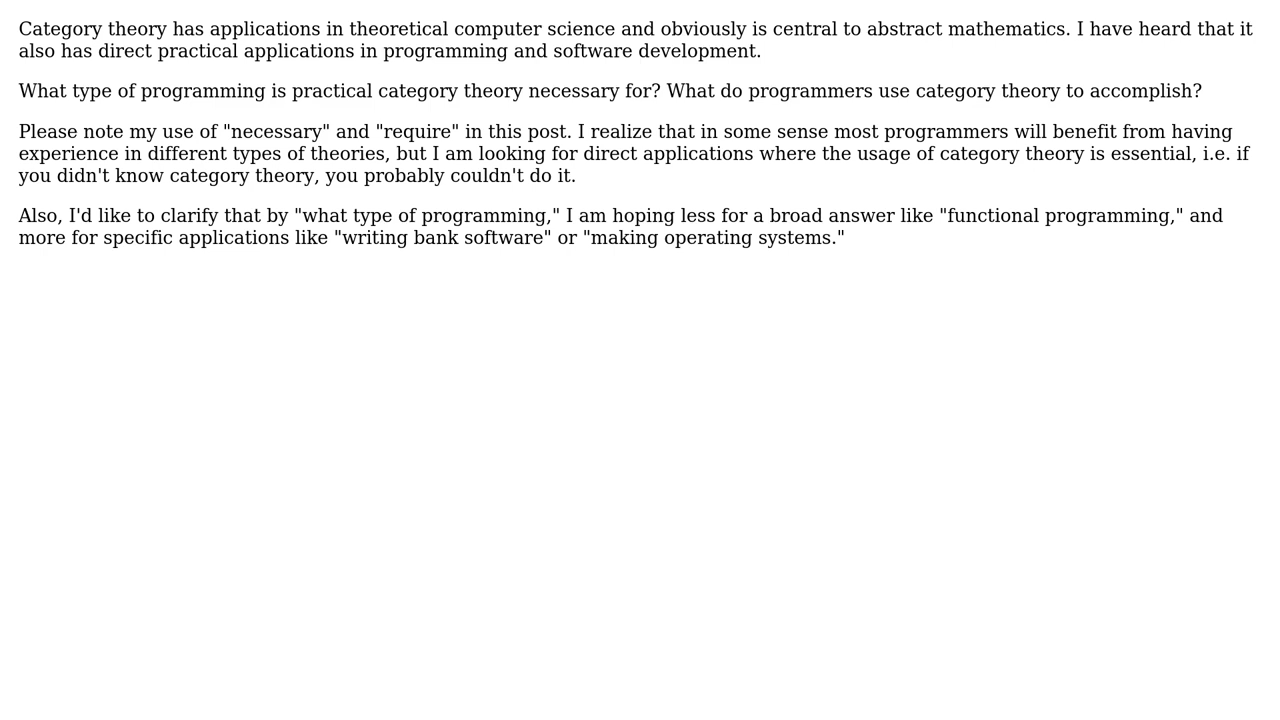 Category theory has applications in theoretical computer science and obviously is central to abstract mathematics. I have heard that it
also has direct practical applications in programming and software development.
What type of programming is practical category theory necessary for? What do programmers use category theory to accomplish?
Please note my use of "necessary" and "require" in this post. I realize that in some sense most programmers will benefit from having
experience in different types of theories, but I am looking for direct applications where the usage of category theory is essential, i.e. if
you didn't know category theory, you probably couldn't do it.
Also, I'd like to clarify that by "what type of programming," I am hoping less for a broad answer like "functional programming," and
more for specific applications like "writing bank software" or "making operating systems."